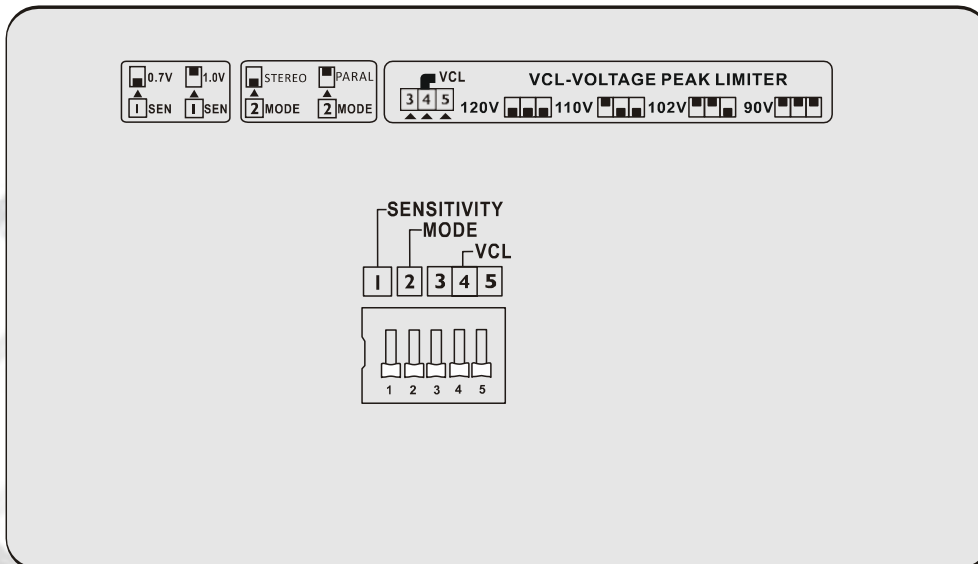 0.7V 1.0V
1 SEN 1 SEN
STEREO PARAL
2 MODE 2 MODE
VCL VCL-VOLTAGE PEAK LIMITER
3 4 5 120V 110V 102V 90V
SENSITIVITY
MODE
VCL
1 2 3 4 5
1 2 3 4 5